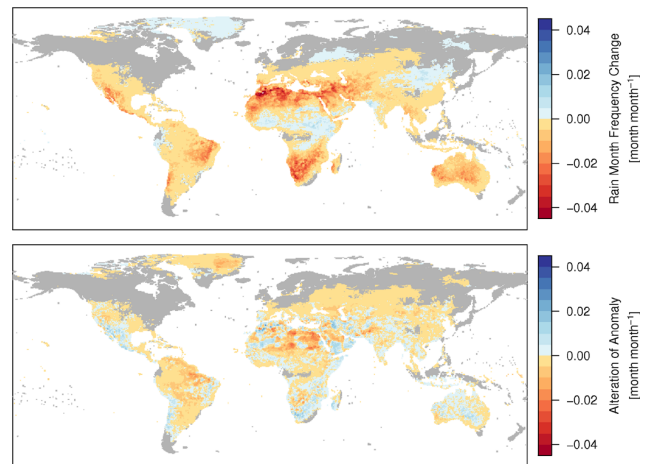 0.04
0.02
0.00
−0.02
−0.04
Rain Month Frequency Change
[month month⁻¹]
0.04
0.02
0.00
−0.02
−0.04
Alteration of Anomaly
[month month⁻¹]